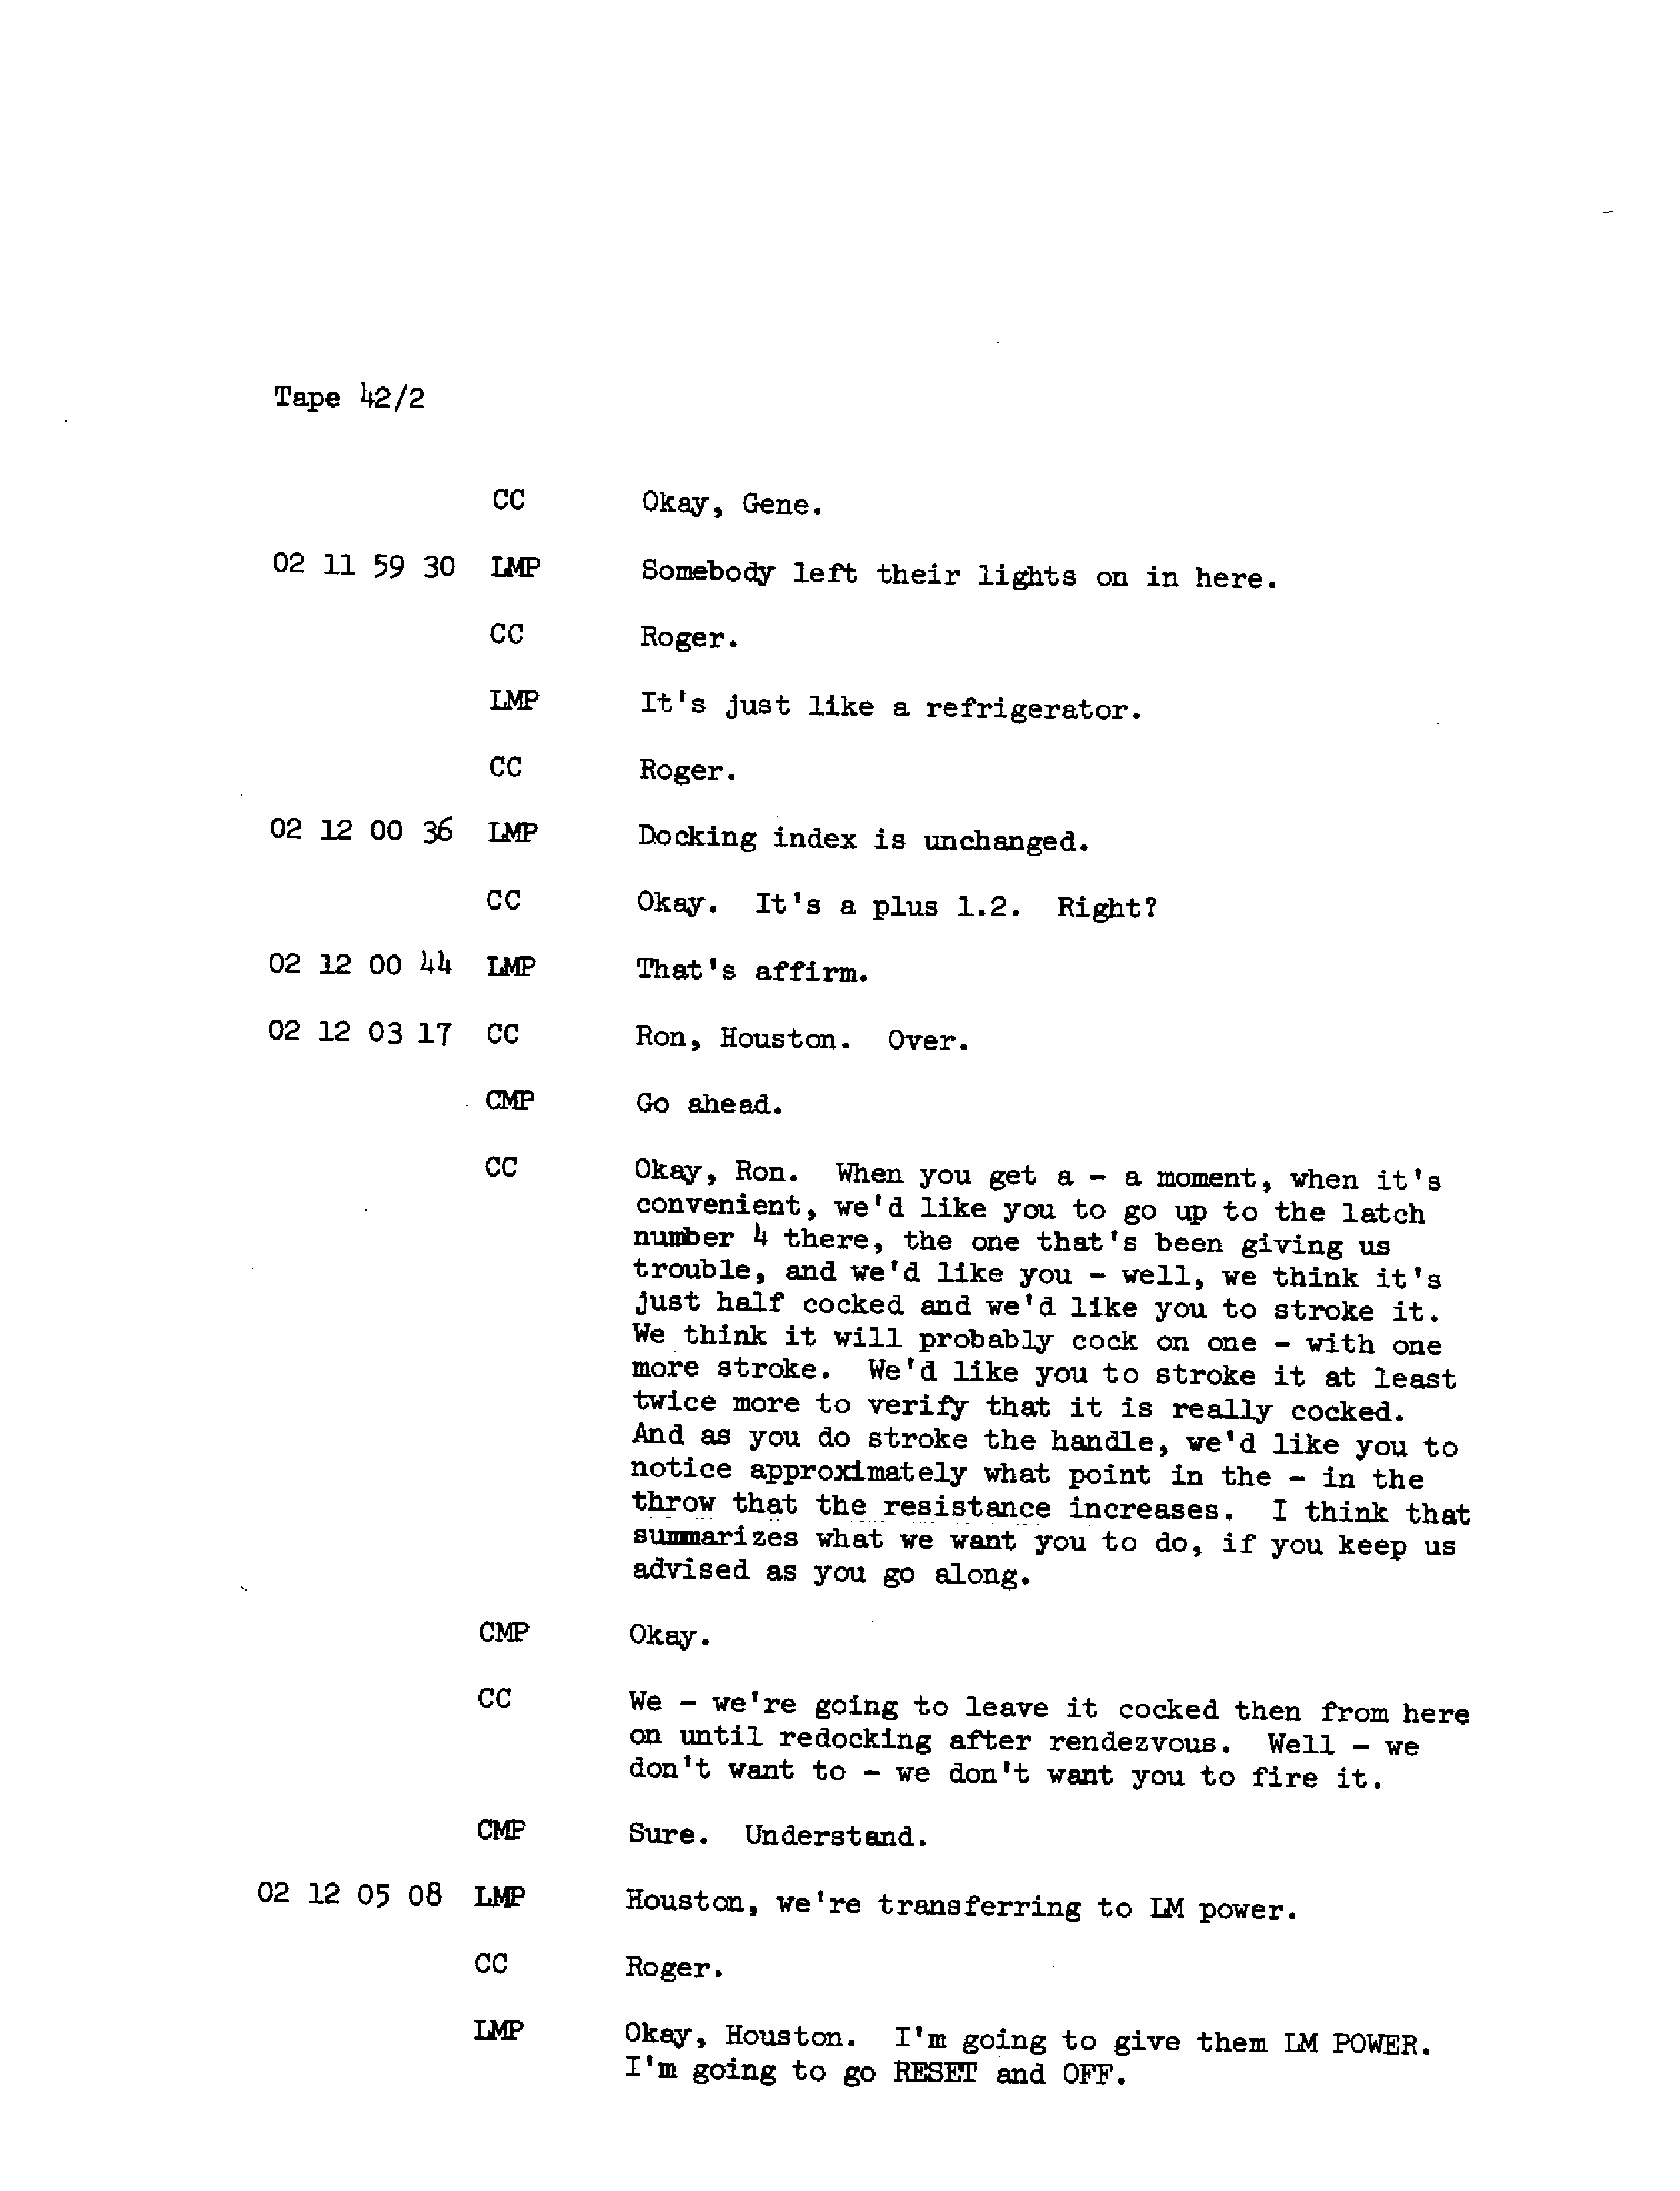 Tape 42/2
CC Okay, Gene.
02 11 59 30 LMP Somebody left their lights on in here.
CC Roger.
LMP It's just like a refrigerator.
CC Roger.
02 12 00 36 LMP Docking index is unchanged.
CC Okay. It's a plus 1.2. Right?
02 12 00 44 LMP That's affirm.
02 12 03 17 CC Ron, Houston. Over.
CMP Go ahead.
CC Okay, Ron. When you get a - a moment, when it's
convenient, we'd like you to go up to the latch
number 4 there, the one that's been giving us
trouble, and we'd like you - well, we think it's
just half cocked and we'd like you to stroke it.
We think it will probably cock on one - with one
more stroke. We'd like you to stroke it at least
twice more to verify that it is really cocked.
And as you do stroke the handle, we'd like you to
notice approximately what point in the - in the
throw that the resistance increases. I think that
summarizes what we want you to do, if you keep us
advised as you go along.
CMP Okay.
CC We - we're going to leave it cocked then from here
on until redocking after rendezvous. Well - we
don't want to - we don't want you to fire it.
CMP Sure. Understand.
02 12 05 08 LMP Houston, we're transferring to LM power.
CC Roger.
LMP Okay, Houston. I'm going to give them LM POWER.
I'm going to go RESET and OFF.